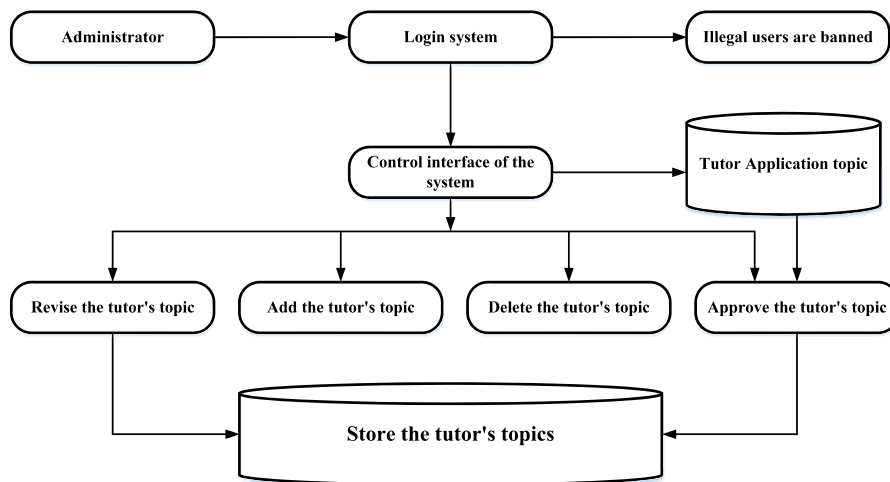 Administrator
Login system
Illegal users are banned
Control interface of the
system
Tutor Application topic
Revise the tutor's topic
Add the tutor's topic
Delete the tutor's topic
Approve the tutor's topic
Store the tutor's topics